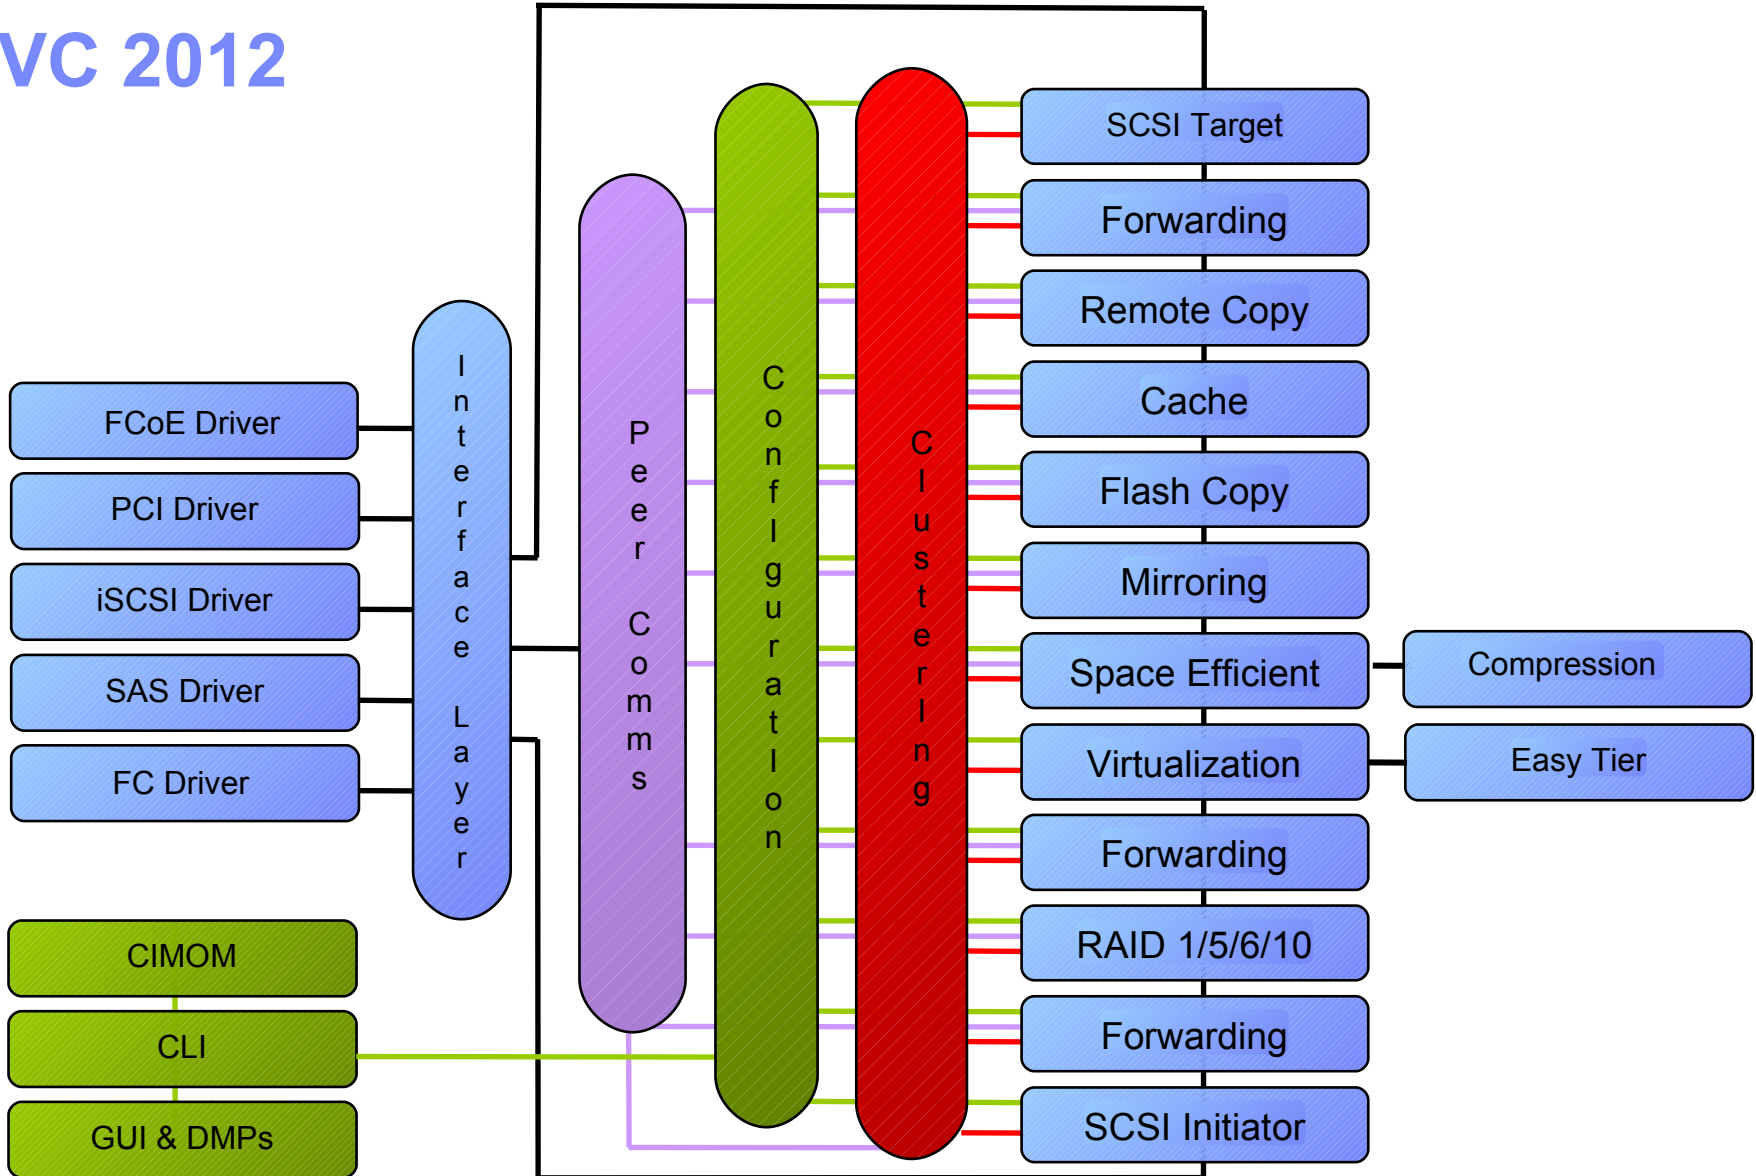 VC 2012
SCSI Target
Forwarding
Remote Copy
Cache
Flash Copy
Mirroring
Space Efficient
Virtualization
Forwarding
RAID 1/5/6/10
Forwarding
SCSI Initiator
Compression
Easy Tier
FCoE Driver
PCI Driver
iSCSI Driver
SAS Driver
FC Driver
Interface Layer
Peer Comms
ConfIguratIon
ClusterIng
CIMOM
CLI
GUI & DMPs